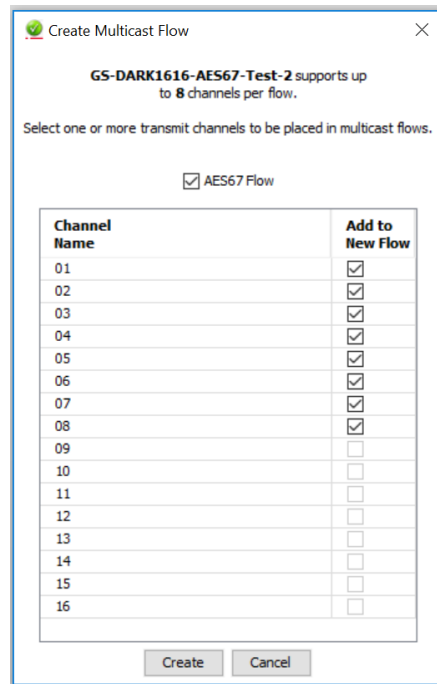 Create Multicast Flow
GS-DARK1616-AES67-Test-2 supports up
to 8 channels per flow.
Select one or more transmit channels to be placed in multicast flows.
AES67 Flow
Channel Name Add to New Flow
01
02
03
04
05
06
07
08
09
10
11
12
13
14
15
16
Create Cancel